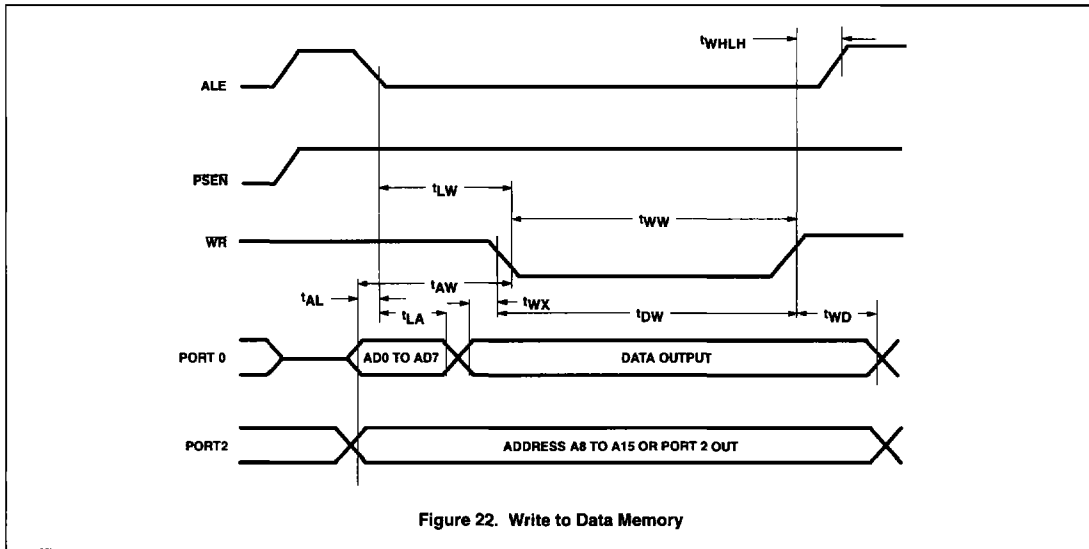 tWHLH
ALE
PSEN
tLW
tWW
WR
tAW
tAL
tWX
tLA
tDW
tWD
PORT 0
AD0 TO AD7
DATA OUTPUT
PORT2
ADDRESS A8 TO A15 OR PORT 2 OUT
Figure 22. Write to Data Memory